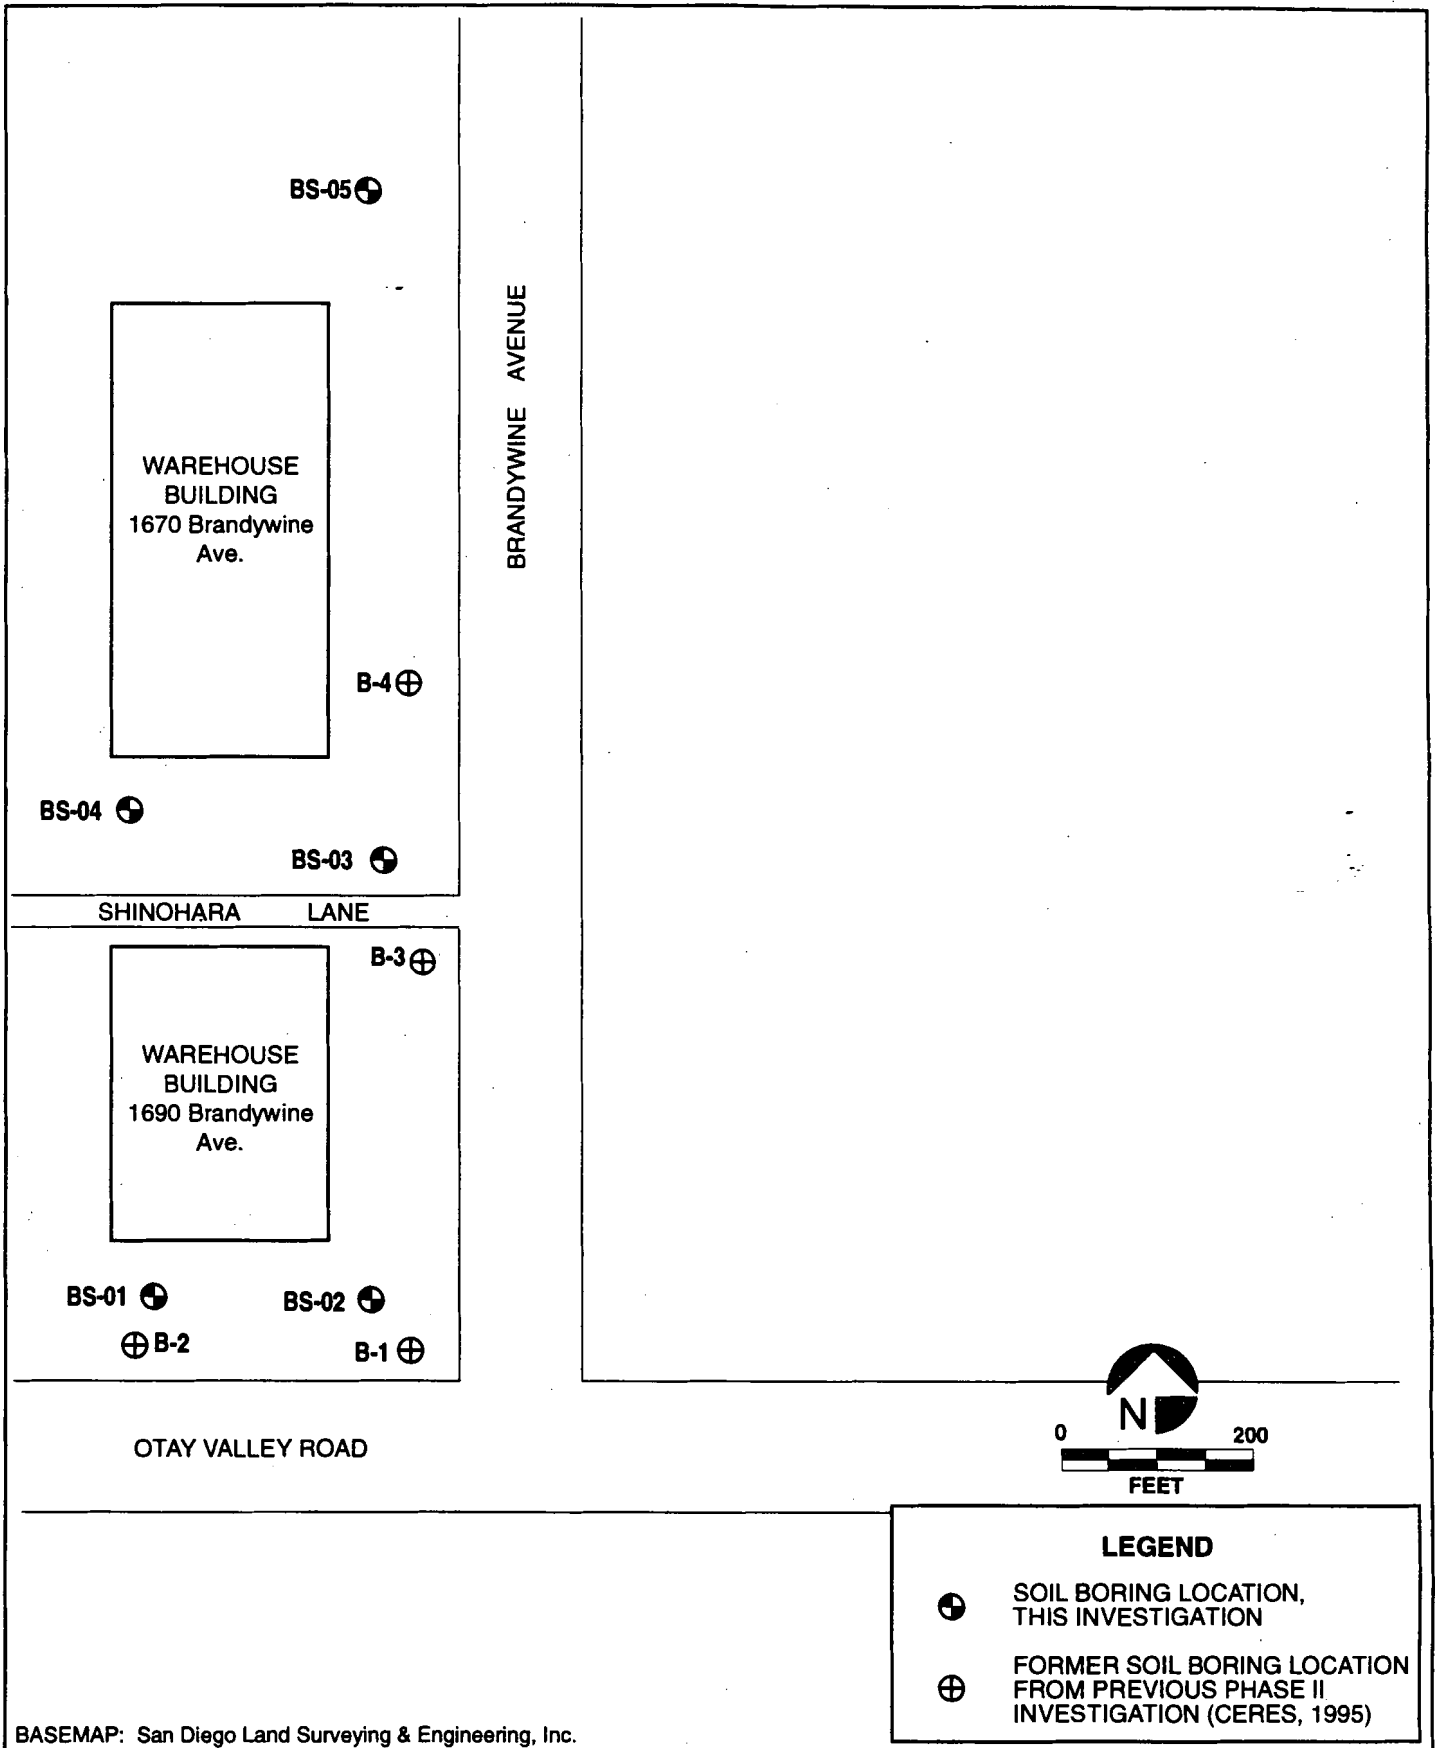 BS-05
BRANDYWINE AVENUE
WAREHOUSE
BUILDING
1670 Brandywine
Ave.
B-4
BS-04
BS-03
SHINOHARA LANE
B-3
WAREHOUSE
BUILDING
1690 Brandywine
Ave.
BS-01
BS-02
B-2
B-1
N
OTAY VALLEY ROAD
0 200
FEET
LEGEND
SOIL BORING LOCATION,
THIS INVESTIGATION
FORMER SOIL BORING LOCATION
FROM PREVIOUS PHASE II
INVESTIGATION (CERES, 1995)
BASEMAP: San Diego Land Surveying & Engineering, Inc.